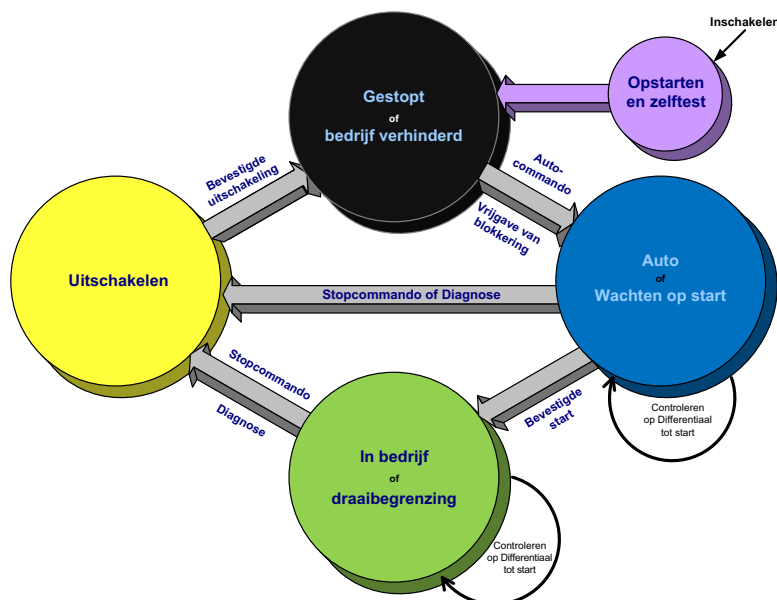 Inschakelen
Opstarten
en zelftest
Gestopt
of
bedrijf verhinderd
Bevestigde
uitschakeling
Auto-
commando
Vrijgave van
blokkering
Uitschakelen
Auto
of
Wachten op start
Stopcommando of Diagnose
Stopcommando
Diagnose
Bevestigde
start
Controleren
op Differentiaal
tot start
In bedrijf
of
draaibegrenzing
Controleren
op Differentiaal
tot start